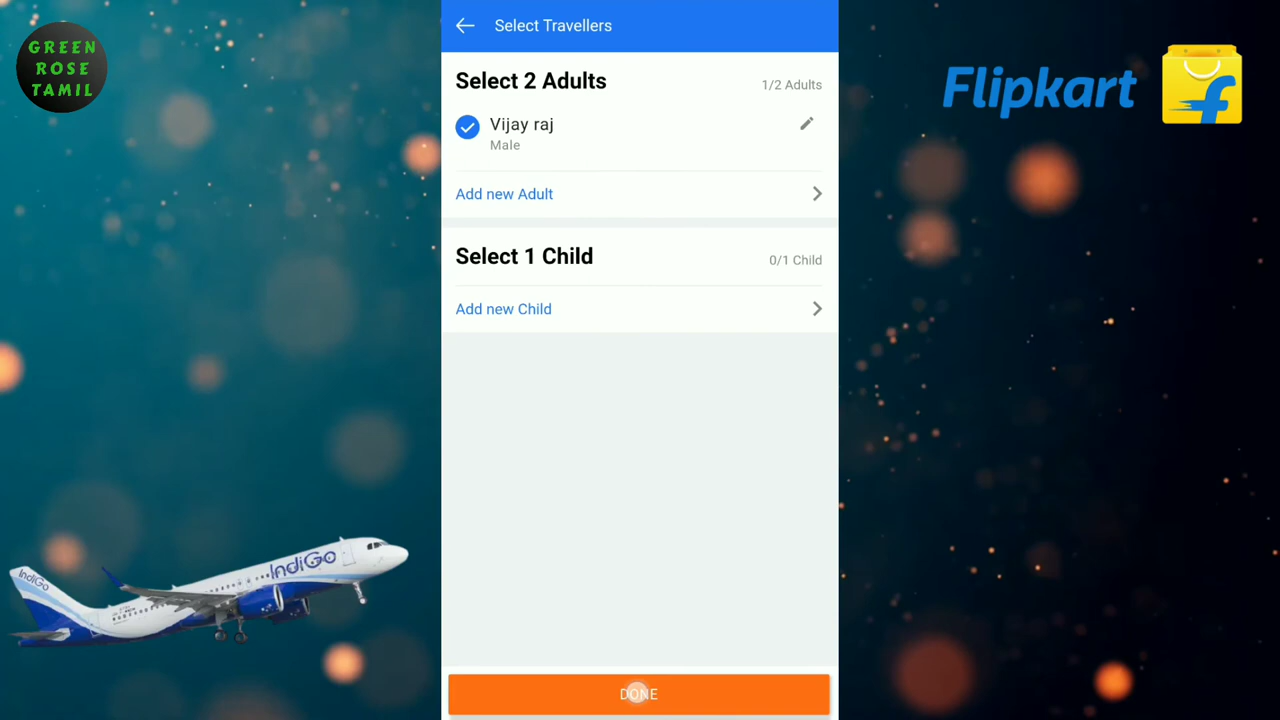 GREEN
ROSE
TAMIL
Select Travellers
Flipkart
Select 2 Adults
1/2 Adults
Vijay raj
Male
Add new Adult
Select 1 Child
0/1 Child
Add new Child
IndiGo
IndiGo
DONE